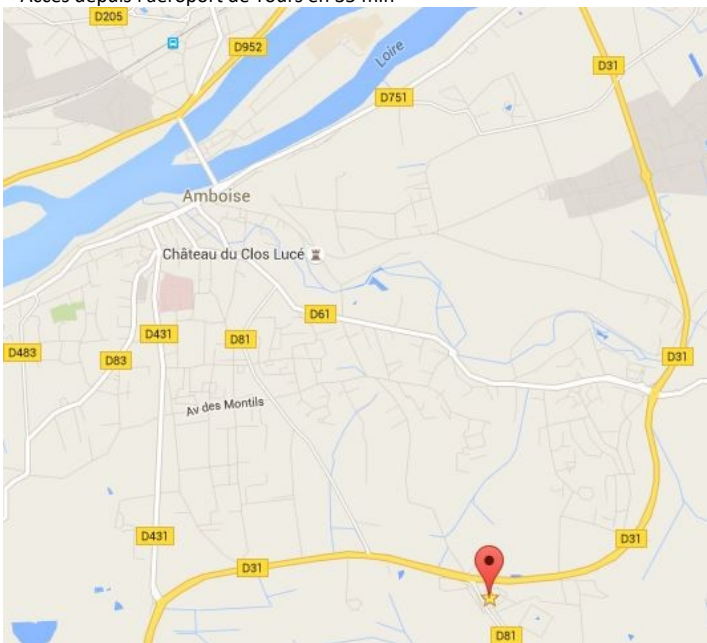 Accès depuis l'aéroport de Tours en 35 min
D205
D952
Loire
D31
D751
Amboise
Château du Clos Lucé
D61
D431
D81
D483
D83
D31
Av des Montils
D431
D31
D31
D81